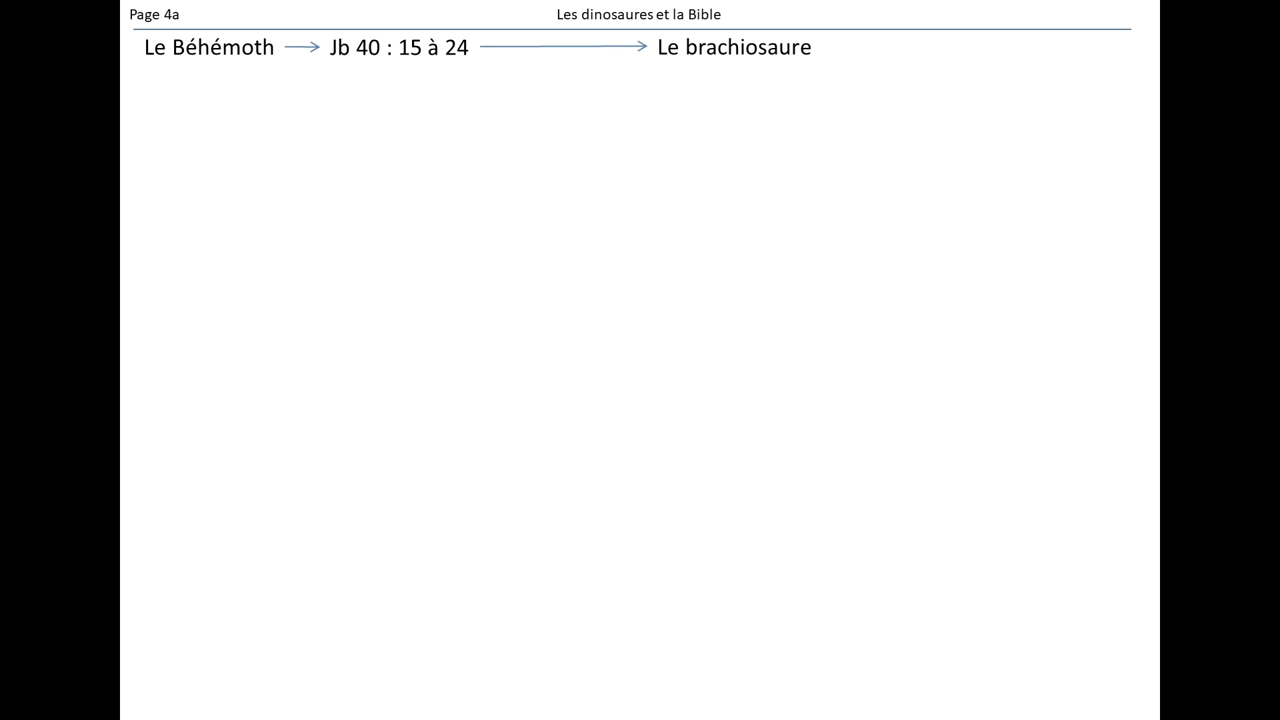 Page 4a Les dinosaures et la Bible
Le Béhémoth → Jb 40 : 15 à 24 → Le brachiosaure